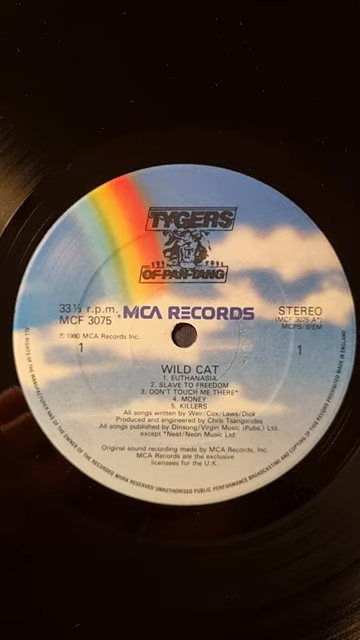 TYGERS
OF PAN TANG
33⅓ r.p.m.
MCF 3075
MCA RECORDS
STEREO
(MCF 3075 A*)
MCPS/BIEM
℗ 1980 MCA Records Inc.
1
1
WILD CAT
1. EUTHANASIA
2. SLAVE TO FREEDOM
3. DON'T TOUCH ME THERE*
4. MONEY
5. KILLERS
All songs written by Weir/Cox/Laws/Dick
Produced and engineered by Chris Tsangarides
All songs published by Dinsong/Virgin Music (Pubs.) Ltd.
except *Neat/Neon Music Ltd.
Original sound recording made by MCA Records, Inc.
MCA Records are the exclusive
licensees for the U.K.
ALL RIGHTS OF THE MANUFACTURER AND OF THE OWNER OF THE RECORDED WORK RESERVED UNAUTHORISED PUBLIC PERFORMANCE BROADCASTING AND COPYING OF THIS RECORD PROHIBITED MADE IN ENGLAND